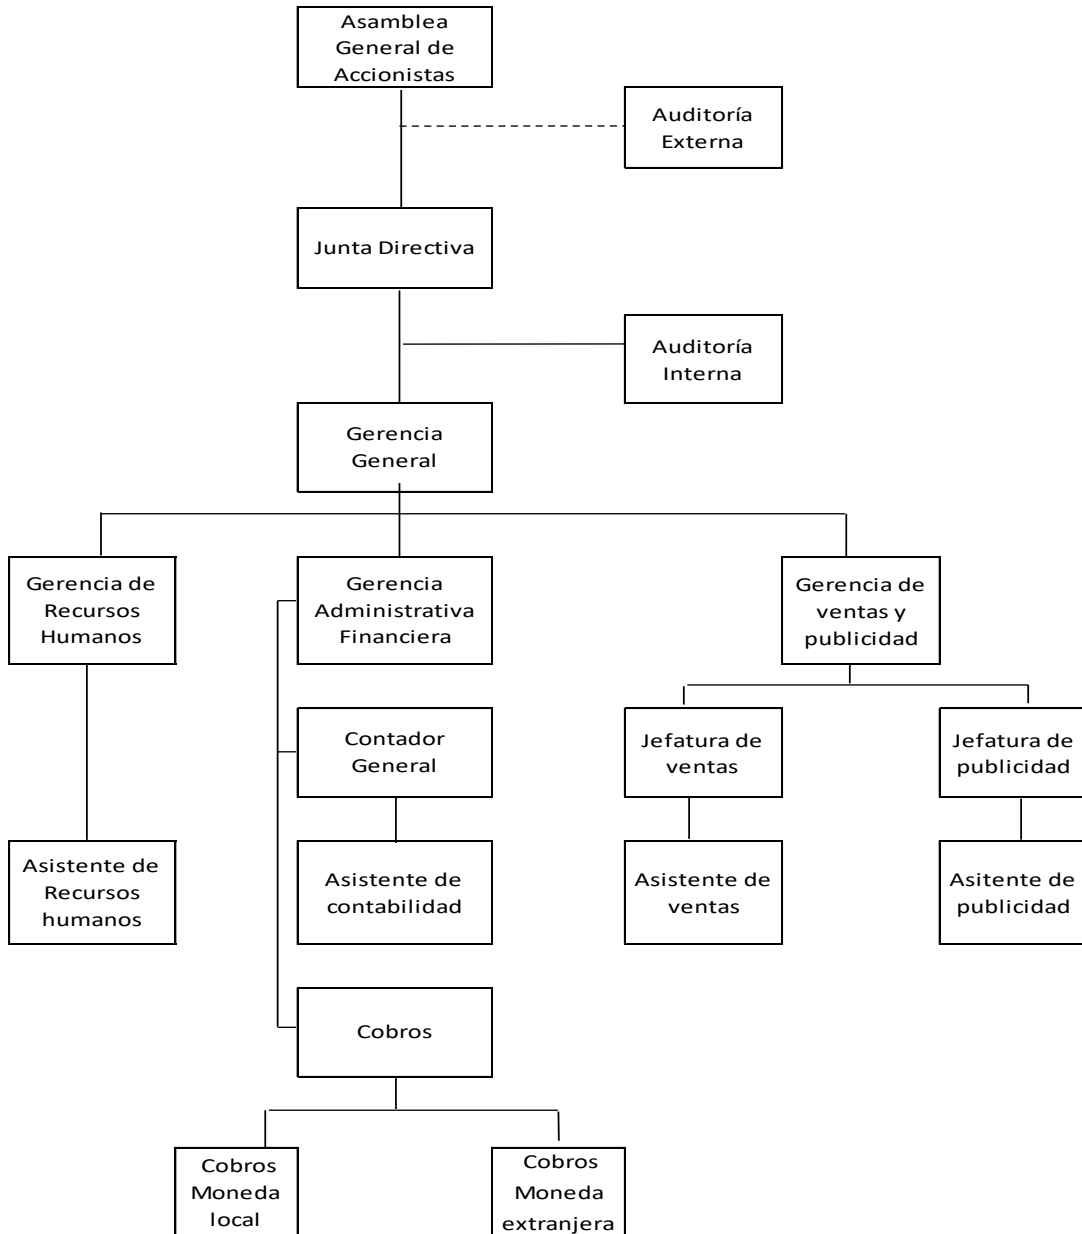 Asamblea
General de
Accionistas
Auditoría
Externa
Junta Directiva
Auditoría
Interna
Gerencia
General
Gerencia de
Recursos
Humanos
Gerencia
Administrativa
Financiera
Gerencia de
ventas y
publicidad
Contador
General
Jefatura de
ventas
Jefatura de
publicidad
Asistente de
Recursos
humanos
Asistente de
contabilidad
Asistente de
ventas
Asitente de
publicidad
Cobros
Cobros
Moneda
local
Cobros
Moneda
extranjera